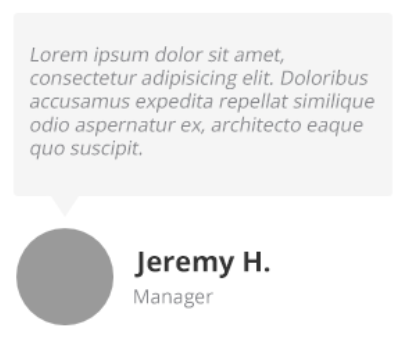 Lorem ipsum dolor sit amet,
consectetur adipisicing elit. Doloribus
accusamus expedita repellat similique
odio aspernatur ex, architecto eaque
quo suscipit.
Jeremy H.
Manager